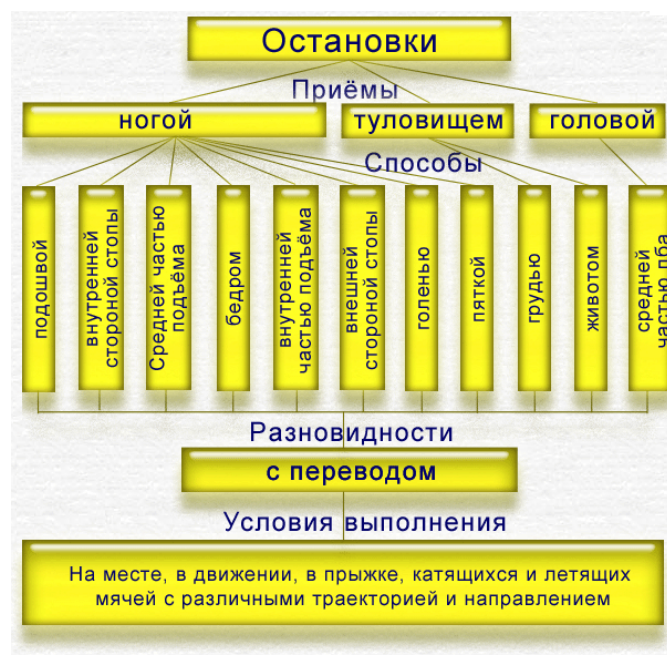 Остановки
Приёмы
ногой
туловищем
головой
Способы
подошвой
внутренней
стороной стопы
Средней частью
подъёма
бедром
внутренней
частью подъёма
внешней
стороной стопы
голенью
пяткой
грудью
животом
средней
частью лба
Разновидности
с переводом
Условия выполнения
На месте, в движении, в прыжке, катящихся и летящих
мячей с различными траекторией и направлением